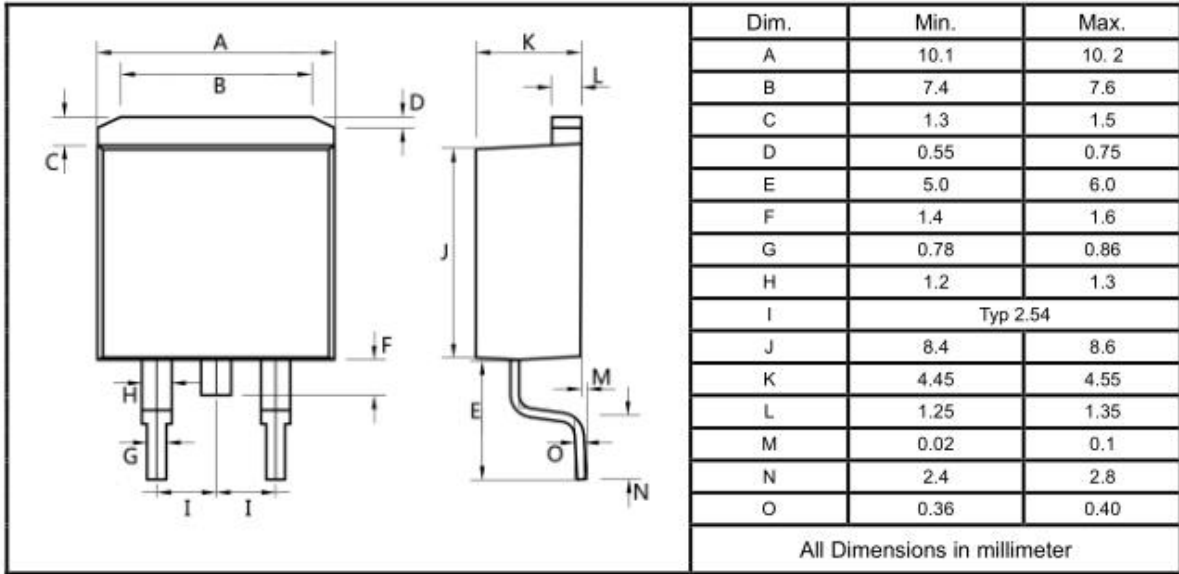 A
B
C
D
F
H
G
E
I I
K
L
J
M
O
N
Dim. Min. Max.
A 10.1 10. 2
B 7.4 7.6
C 1.3 1.5
D 0.55 0.75
E 5.0 6.0
F 1.4 1.6
G 0.78 0.86
H 1.2 1.3
I Typ 2.54
J 8.4 8.6
K 4.45 4.55
L 1.25 1.35
M 0.02 0.1
N 2.4 2.8
O 0.36 0.40
All Dimensions in millimeter